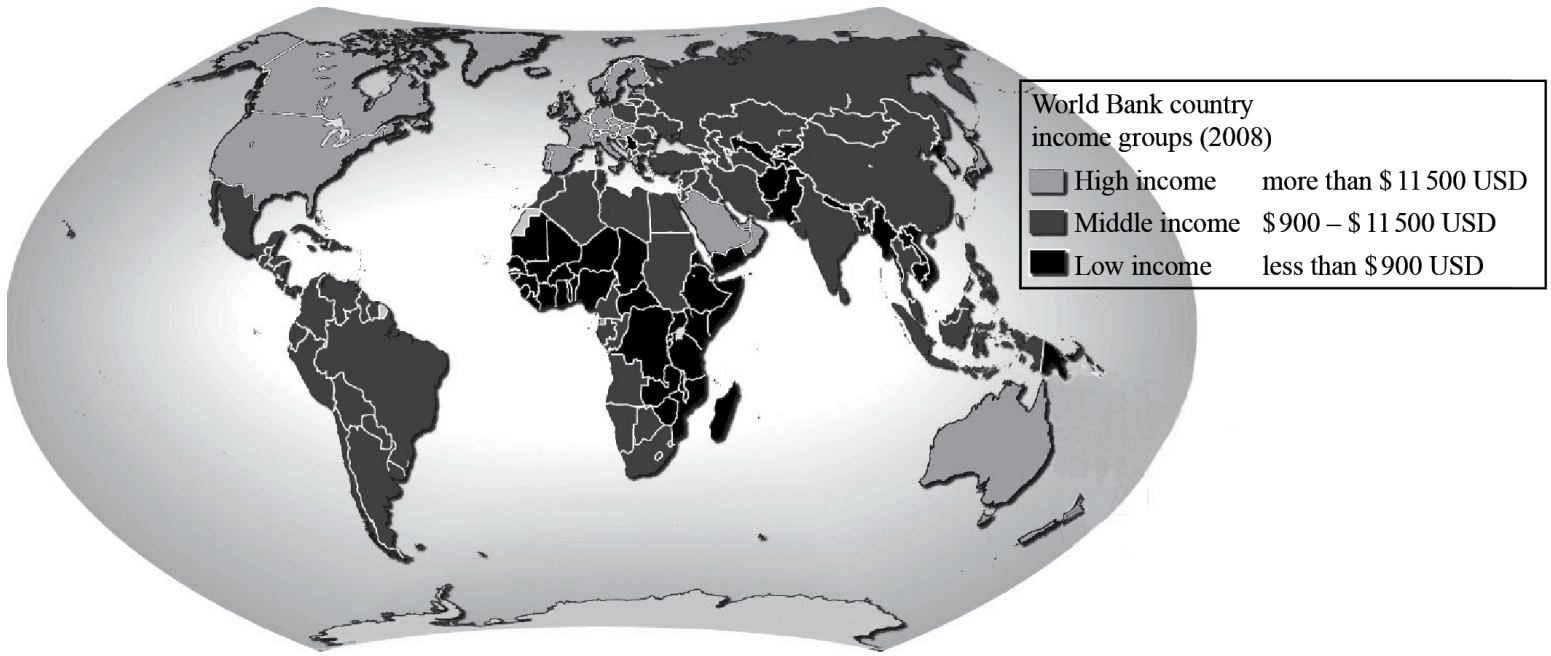 World Bank country
income groups (2008)
High income more than $ 11 500 USD
Middle income $ 900 – $ 11 500 USD
Low income less than $ 900 USD